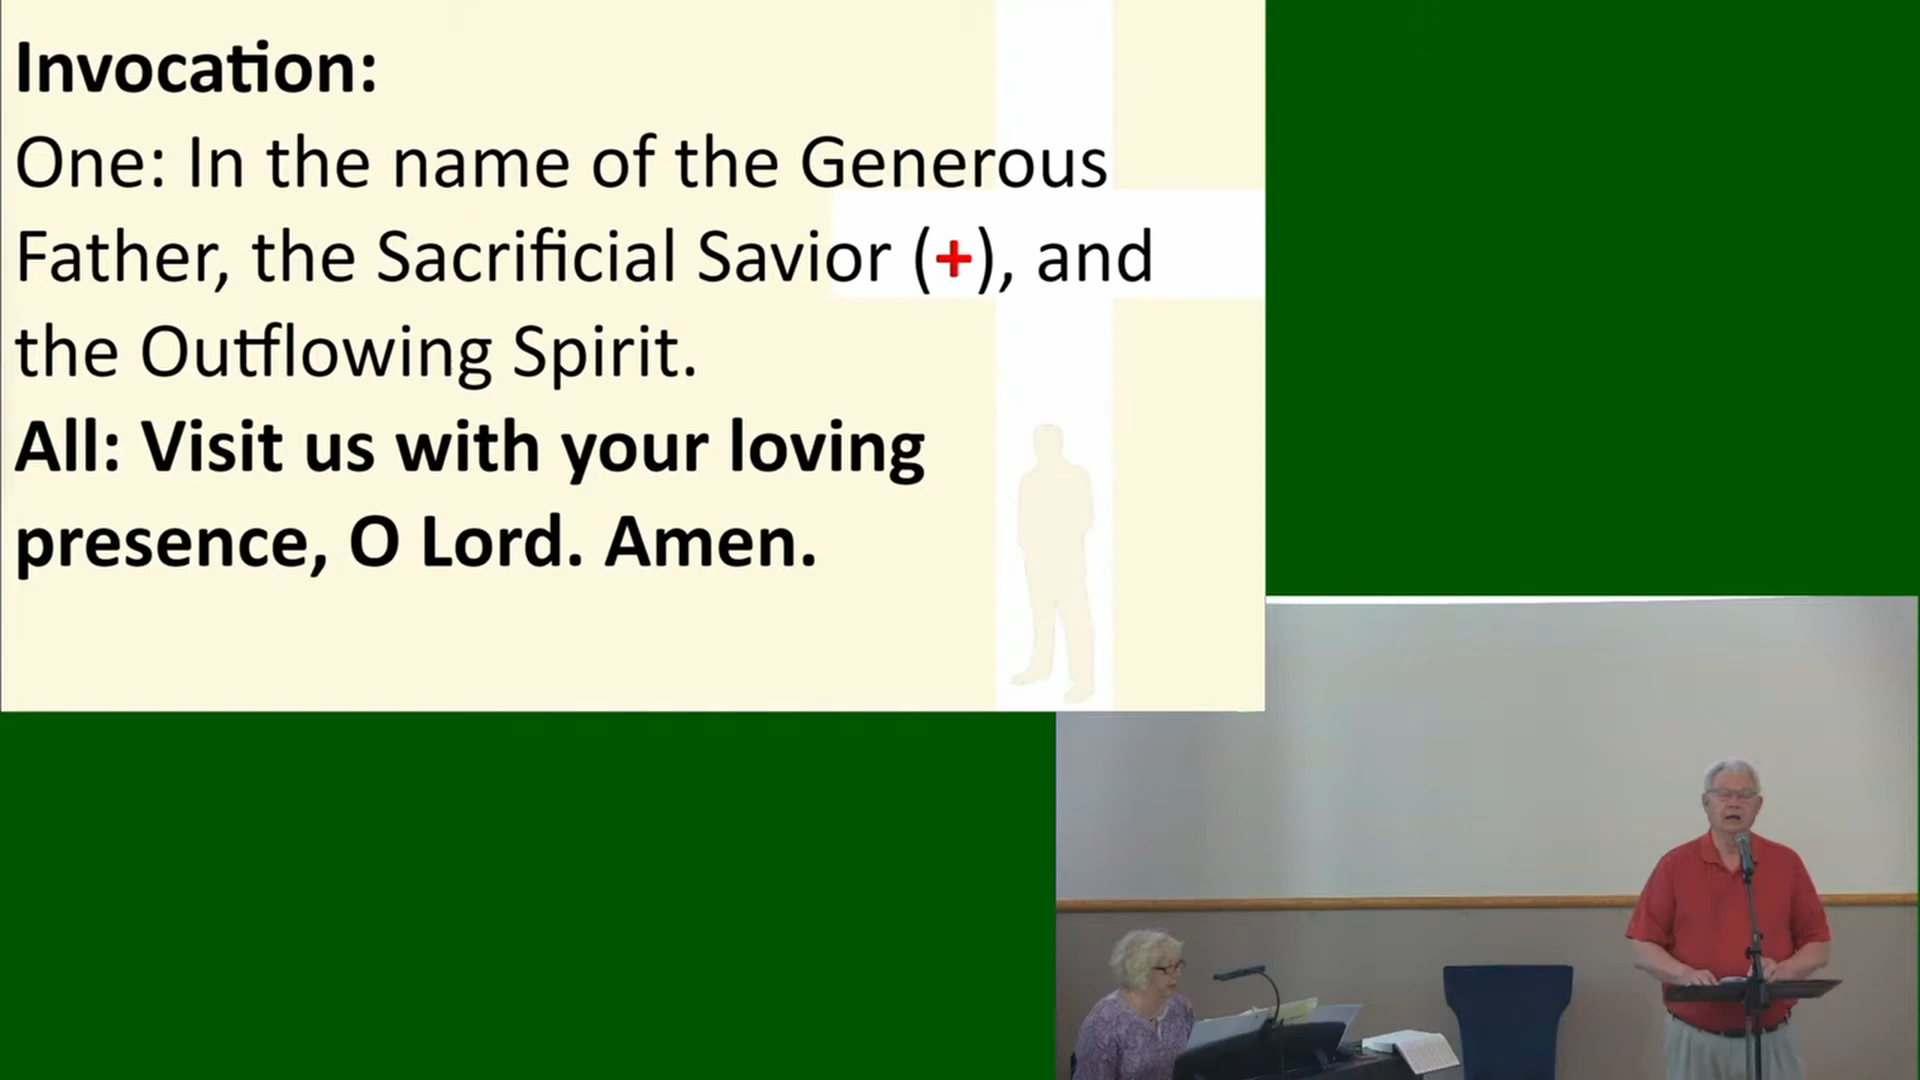 Invocation:
One: In the name of the Generous
Father, the Sacrificial Savior (+), and
the Outflowing Spirit.
All: Visit us with your loving
presence, O Lord. Amen.